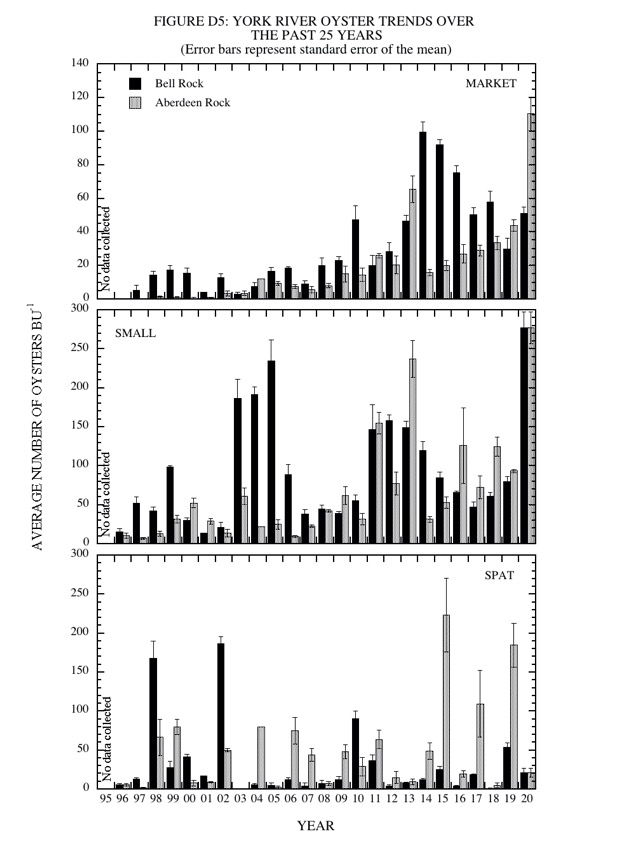 FIGURE D5: YORK RIVER OYSTER TRENDS OVER
THE PAST 25 YEARS
(Error bars represent standard error of the mean)
AVERAGE NUMBER OF OYSTERS BU⁻¹
140
120
100
80
60
40
20
0
Bell Rock
Aberdeen Rock
MARKET
No data collected
300
250
200
150
100
50
0
SMALL
No data collected
300
250
200
150
100
50
0
SPAT
No data collected
95 96 97 98 99 00 01 02 03 04 05 06 07 08 09 10 11 12 13 14 15 16 17 18 19 20
YEAR